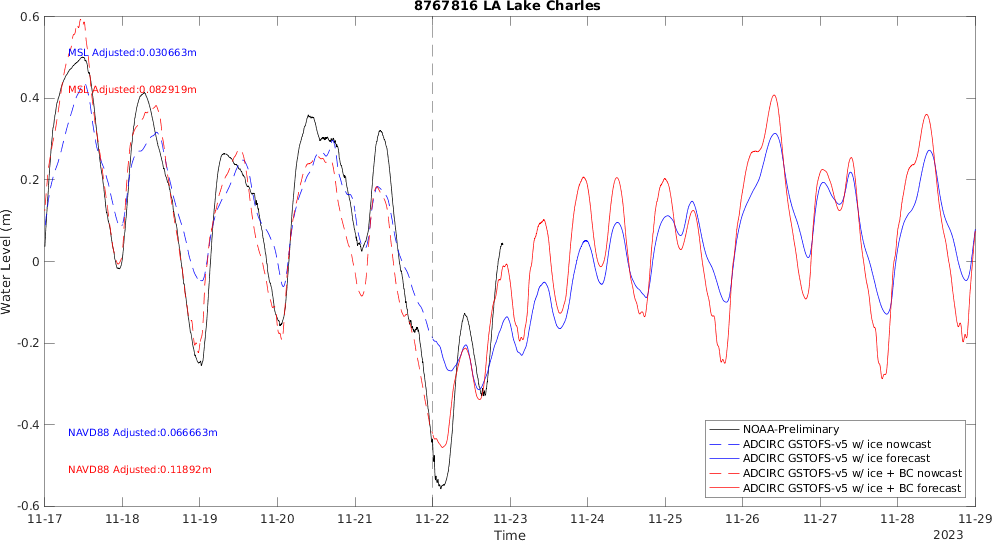 8767816 LA Lake Charles
0.6
0.4
0.2
0
-0.2
-0.4
-0.6
Water Level (m)
MSL Adjusted:0.030663m
MSL Adjusted:0.082919m
NAVD88 Adjusted:0.066663m
NAVD88 Adjusted:0.11892m
NOAA-Preliminary
ADCIRC GSTOFS-v5 w/ ice nowcast
ADCIRC GSTOFS-v5 w/ ice forecast
ADCIRC GSTOFS-v5 w/ ice + BC nowcast
ADCIRC GSTOFS-v5 w/ ice + BC forecast
11-17 11-18 11-19 11-20 11-21 11-22 11-23 11-24 11-25 11-26 11-27 11-28 11-29
Time
2023